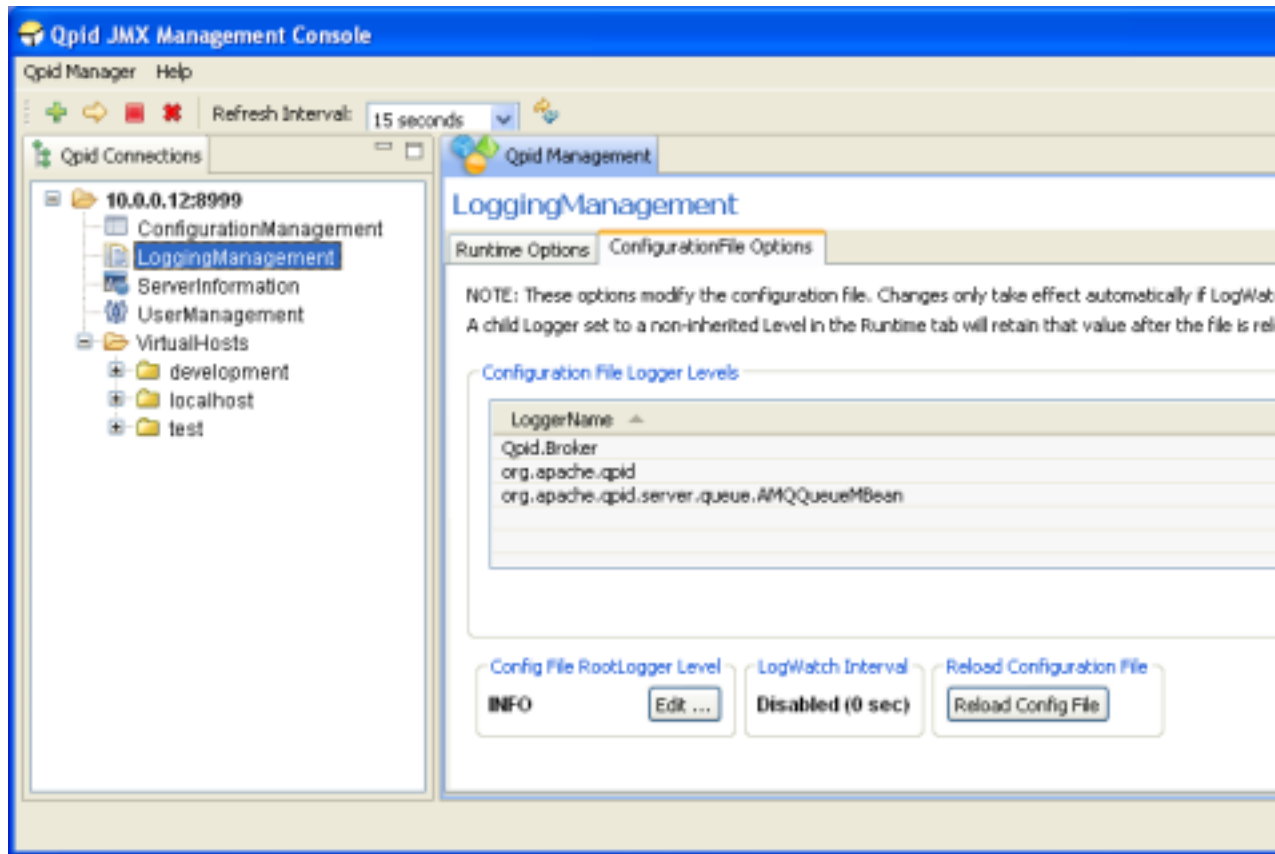 Qpid JMX Management Console
Qpid Manager Help
Refresh Interval: 15 seconds
Qpid Connections
10.0.0.12:8999
ConfigurationManagement
LoggingManagement
ServerInformation
UserManagement
VirtualHosts
development
localhost
test
Qpid Management
LoggingManagement
Runtime Options ConfigurationFile Options
NOTE: These options modify the configuration file. Changes only take effect automatically if LogWat
A child Logger set to a non-inherited Level in the Runtime tab will retain that value after the file is rel
Configuration File Logger Levels
LoggerName
Qpid.Broker
org.apache.qpid
org.apache.qpid.server.queue.AMQQueueMBean
Config File RootLogger Level LogWatch Interval Reload Configuration File
INFO Edit ... Disabled (0 sec) Reload Config File